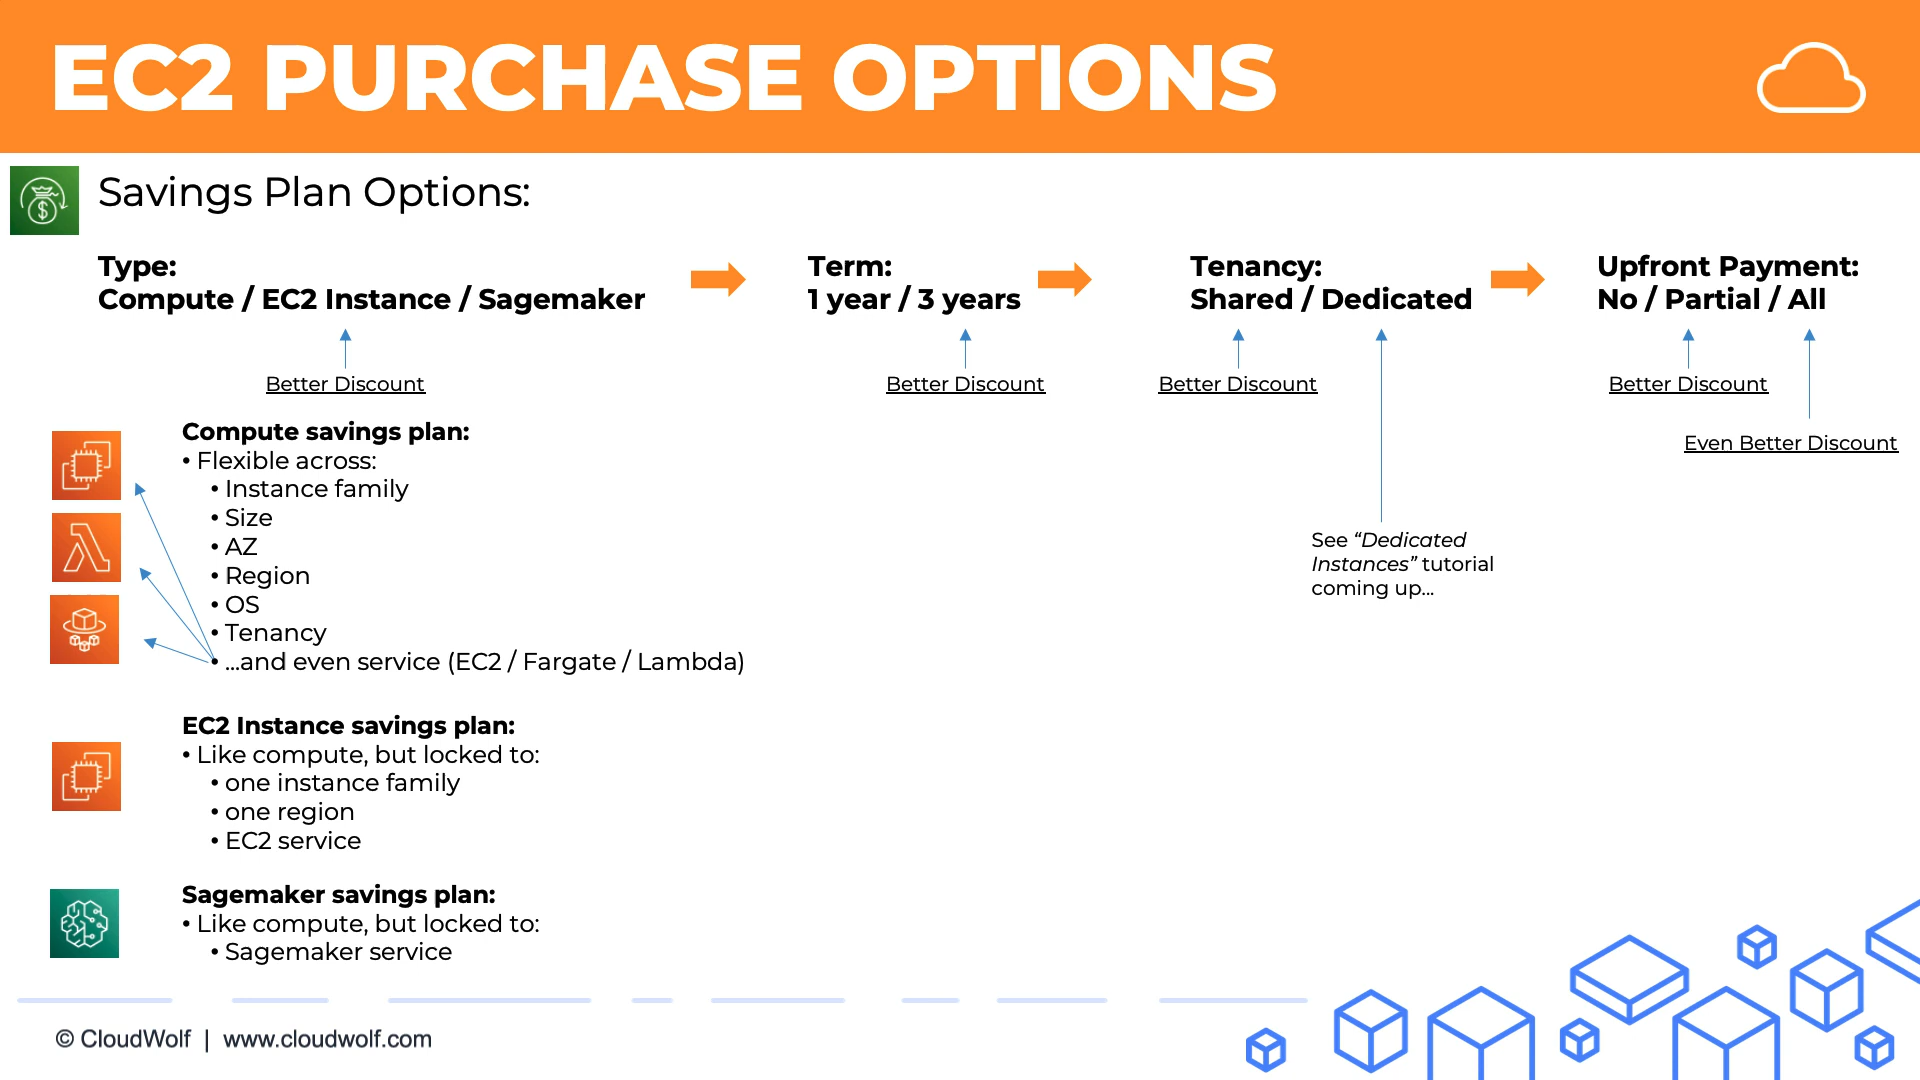 EC2 PURCHASE OPTIONS
Savings Plan Options:
Type:
Compute / EC2 Instance / Sagemaker
Term:
1 year / 3 years
Tenancy:
Shared / Dedicated
Upfront Payment:
No / Partial / All
Better Discount
Better Discount
Better Discount
Better Discount
Even Better Discount
See “Dedicated
Instances” tutorial
coming up...
Compute savings plan:
• Flexible across:
• Instance family
• Size
• AZ
• Region
• OS
• Tenancy
• ...and even service (EC2 / Fargate / Lambda)
EC2 Instance savings plan:
• Like compute, but locked to:
• one instance family
• one region
• EC2 service
Sagemaker savings plan:
• Like compute, but locked to:
• Sagemaker service
© CloudWolf | www.cloudwolf.com